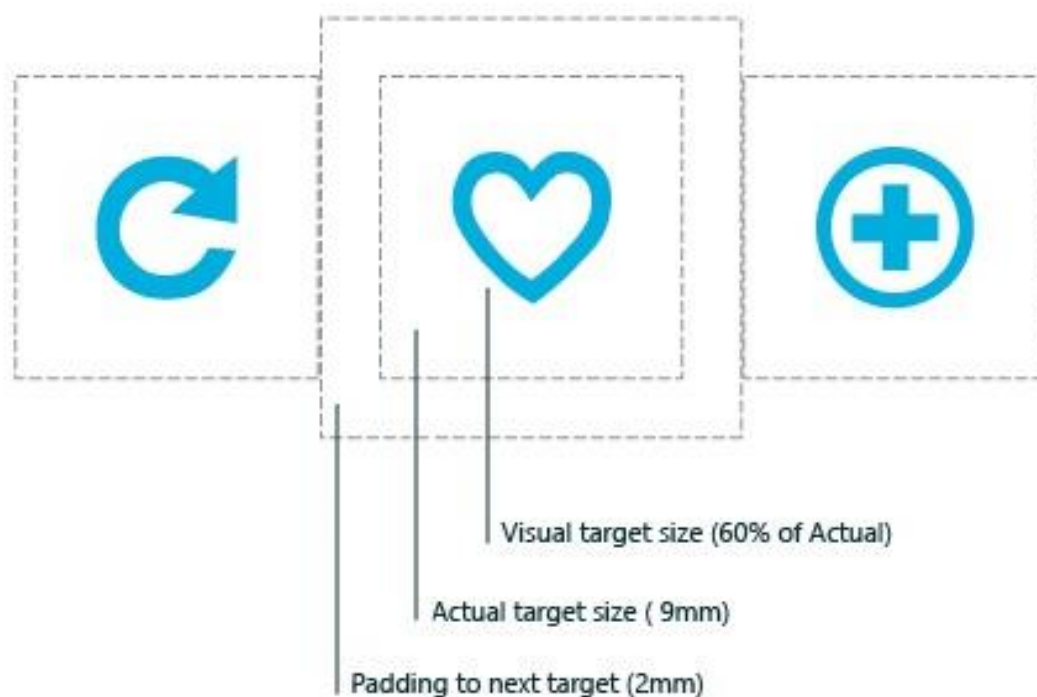 Visual target size (60% of Actual)
Actual target size ( 9mm)
Padding to next target (2mm)